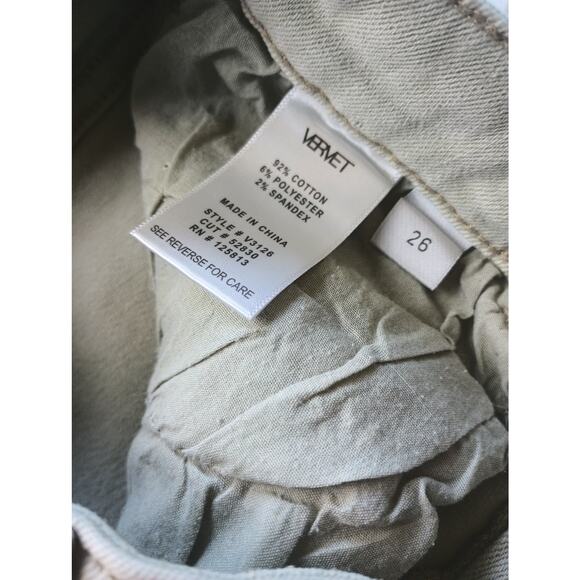 VERVET
92% COTTON
6% POLYESTER
2% SPANDEX
MADE IN CHINA
STYLE # V3126
CUT # 52830
RN # 125813
SEE REVERSE FOR CARE
26